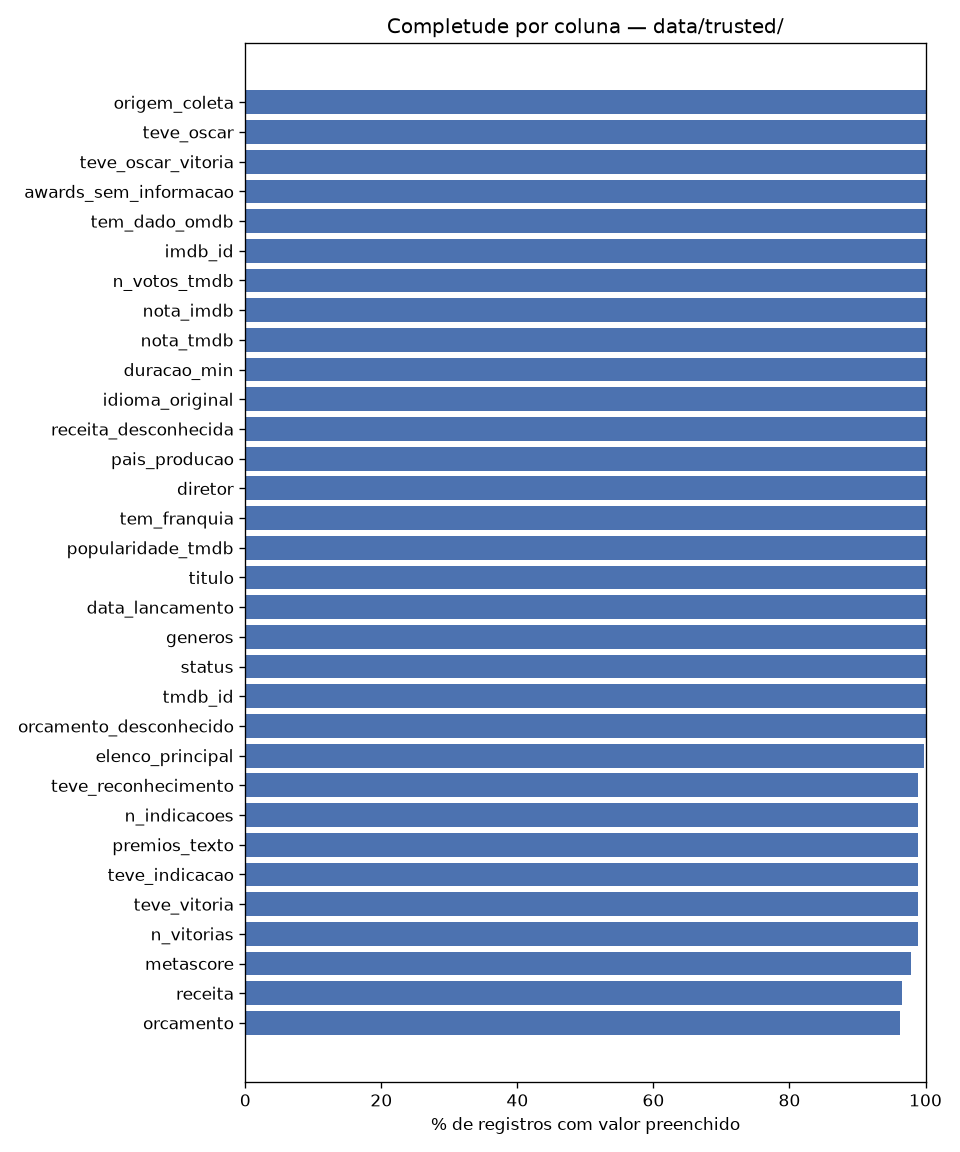 Completude por coluna — data/trusted/
origem_coleta
teve_oscar
teve_oscar_vitoria
awards_sem_informacao
tem_dado_omdb
imdb_id
n_votos_tmdb
nota_imdb
nota_tmdb
duracao_min
idioma_original
receita_desconhecida
pais_producao
diretor
tem_franquia
popularidade_tmdb
titulo
data_lancamento
generos
status
tmdb_id
orcamento_desconhecido
elenco_principal
teve_reconhecimento
n_indicacoes
premios_texto
teve_indicacao
teve_vitoria
n_vitorias
metascore
receita
orcamento
0 20 40 60 80 100
% de registros com valor preenchido